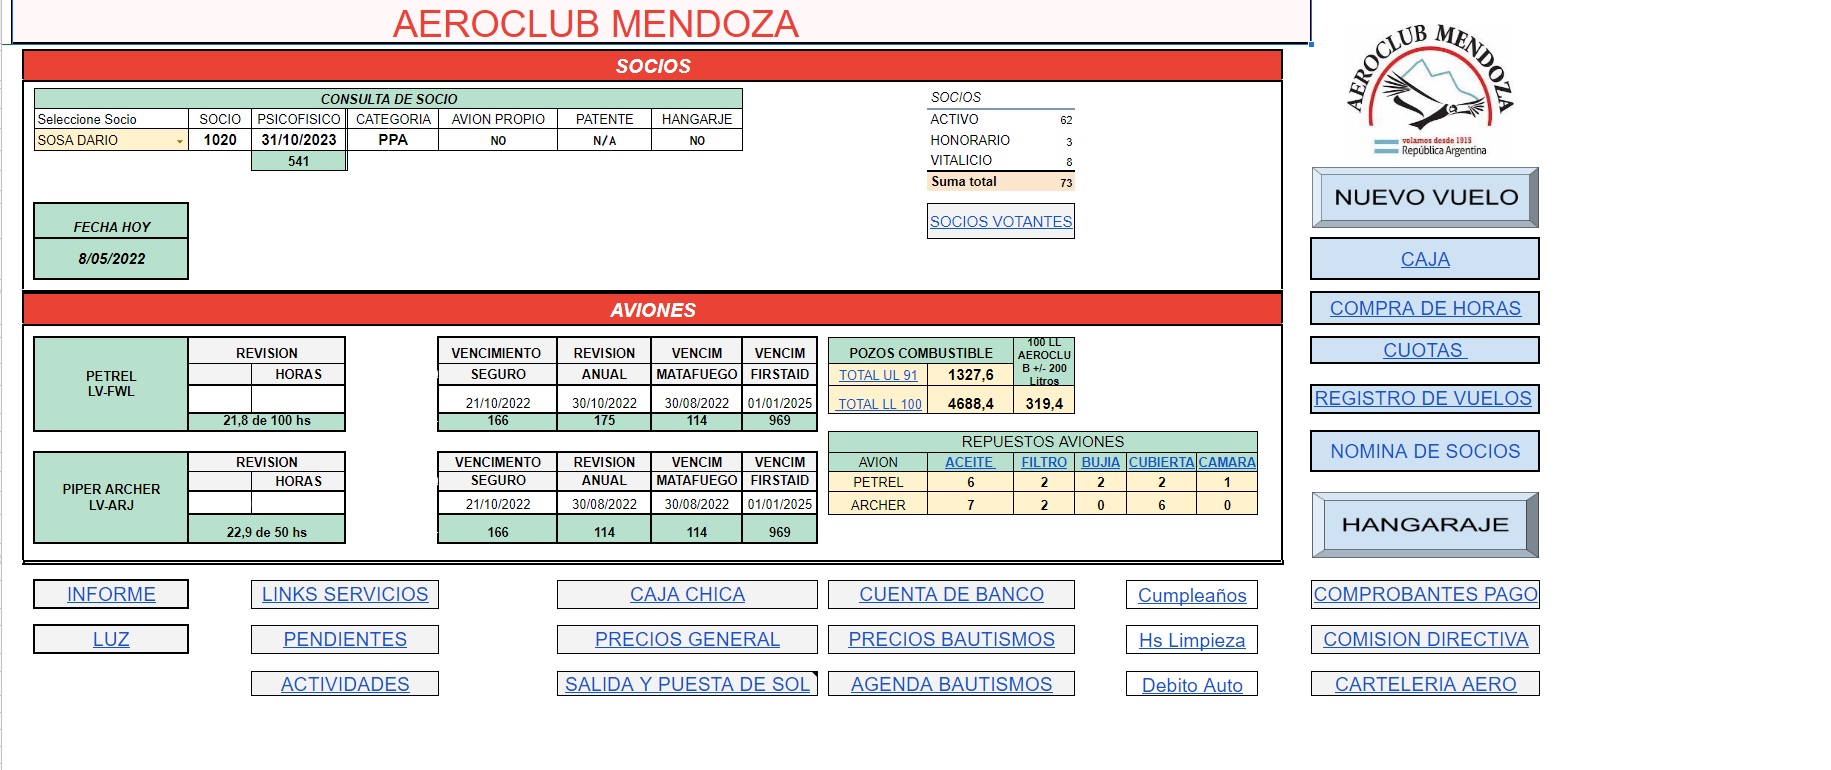 AEROCLUB MENDOZA
AEROCLUB MENDOZA
volamos desde 1915
República Argentina
SOCIOS
CONSULTA DE SOCIO
Seleccione Socio SOCIO PSICOFISICO CATEGORIA AVION PROPIO PATENTE HANGARJE
SOSA DARIO 1020 31/10/2023 PPA NO N/A NO
541
SOCIOS
ACTIVO 62
HONORARIO 3
VITALICIO 8
Suma total 73
SOCIOS VOTANTES
FECHA HOY
8/05/2022
AVIONES
PETREL
LV-FWL
REVISION
HORAS
21,8 de 100 hs
VENCIMIENTO REVISION VENCIM VENCIM
SEGURO ANUAL MATAFUEGO FIRSTAID
21/10/2022 30/10/2022 30/08/2022 01/01/2025
166 175 114 969
POZOS COMBUSTIBLE
100 LL
AEROCLU
B +/- 200
Litros
TOTAL UL 91 1327,6
TOTAL LL 100 4688,4 319,4
PIPER ARCHER
LV-ARJ
REVISION
HORAS
22,9 de 50 hs
VENCIMENTO REVISION VENCIM VENCIM
SEGURO ANUAL MATAFUEGO FIRSTAID
21/10/2022 30/08/2022 30/08/2022 01/01/2025
166 114 114 969
REPUESTOS AVIONES
AVION ACEITE FILTRO BUJIA CUBIERTA CAMARA
PETREL 6 2 2 2 1
ARCHER 7 2 0 6 0
NUEVO VUELO
CAJA
COMPRA DE HORAS
CUOTAS
REGISTRO DE VUELOS
NOMINA DE SOCIOS
HANGARAJE
INFORME LINKS SERVICIOS CAJA CHICA CUENTA DE BANCO Cumpleaños COMPROBANTES PAGO
LUZ PENDIENTES PRECIOS GENERAL PRECIOS BAUTISMOS Hs Limpieza COMISION DIRECTIVA
ACTIVIDADES SALIDA Y PUESTA DE SOL AGENDA BAUTISMOS Debito Auto CARTELERIA AERO